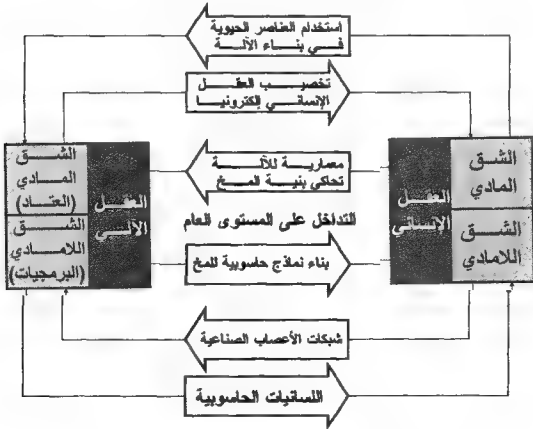 استخدام العناصر الحيوية
في بناء الآلة
تخصيب العقل
الإنساني إلكترونيا
الشق
المادي
العقل
الإنساني
الشق
اللامادي
معمارية للآلة
تحاكي بنية المخ
التداخل على المستوى العام
بناء نماذج حاسوبية للمخ
الشق
المادي
(العتاد)
العقل
الآلي
الشق
اللامادي
(البرمجيات)
شبكات الأعصاب الصناعية
اللسانيات الحاسوبية